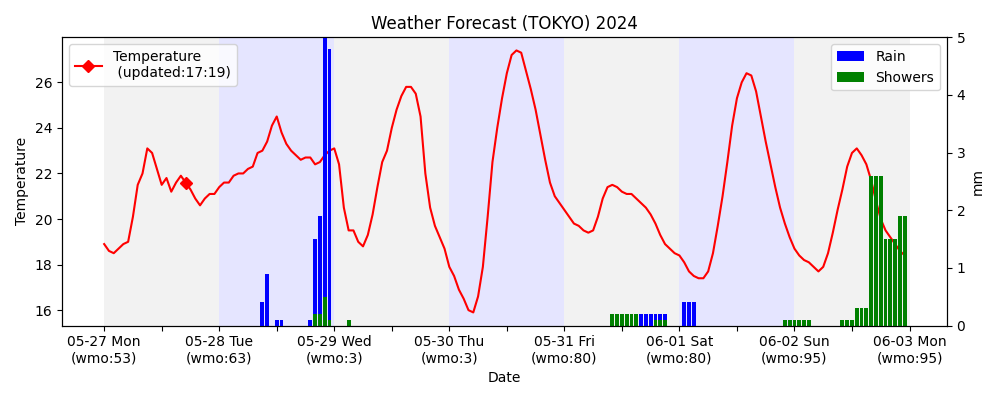 Weather Forecast (TOKYO) 2024
Temperature
(updated:17:19)
Rain
Showers
Temperature
26
24
22
20
18
16
5
4
3
2
1
0
mm
05-27 Mon
(wmo:53)
05-28 Tue
(wmo:63)
05-29 Wed
(wmo:3)
05-30 Thu
(wmo:3)
05-31 Fri
(wmo:80)
06-01 Sat
(wmo:80)
06-02 Sun
(wmo:95)
06-03 Mon
(wmo:95)
Date